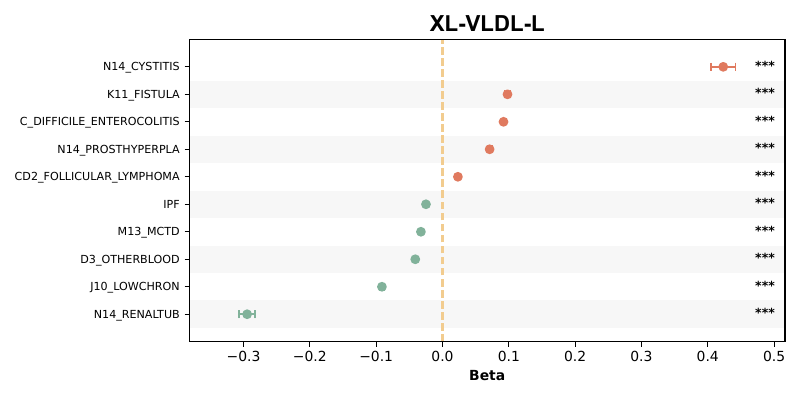 XL-VLDL-L
N14_CYSTITIS ***
K11_FISTULA ***
C_DIFFICILE_ENTEROCOLITIS ***
N14_PROSTHYPERPLA ***
CD2_FOLLICULAR_LYMPHOMA ***
IPF ***
M13_MCTD ***
D3_OTHERBLOOD ***
J10_LOWCHRON ***
N14_RENALTUB ***
−0.3 −0.2 −0.1 0.0 0.1 0.2 0.3 0.4 0.5
Beta